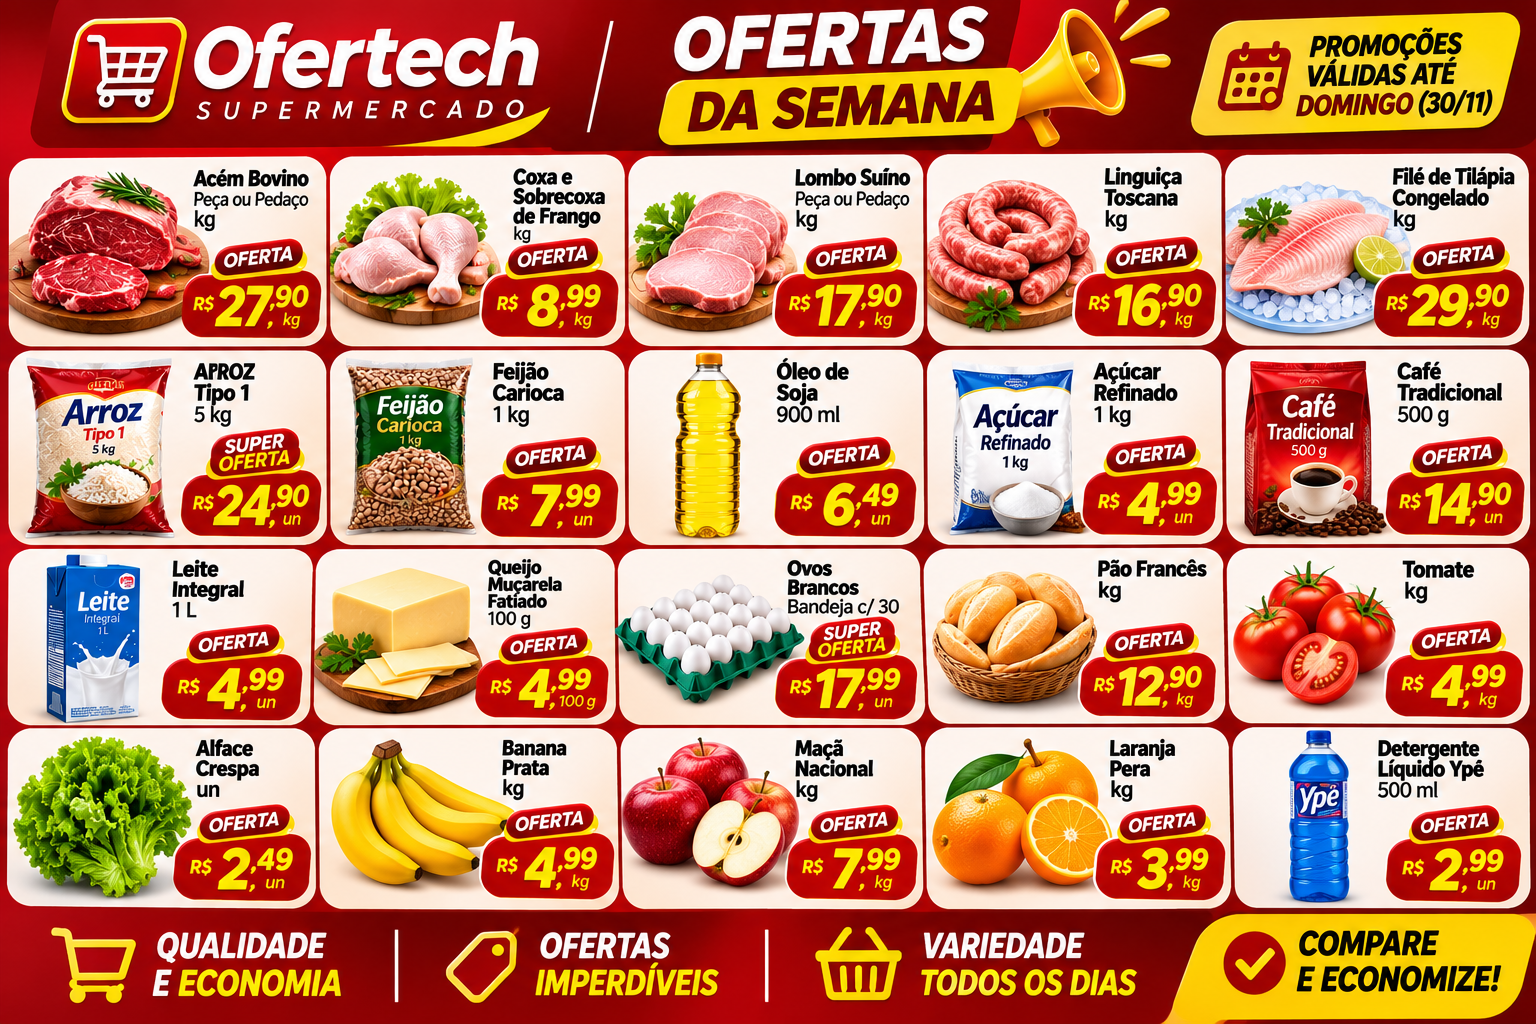 Ofertech
SUPERMERCADO
OFERTAS
DA SEMANA
PROMOÇÕES
VÁLIDAS ATÉ
DOMINGO (30/11)
Acém Bovino
Peça ou Pedaço
kg
OFERTA
R$ 27,90 kg
Coxa e
Sobrecoxa
de Frango
kg
OFERTA
R$ 8,99 kg
Lombo Suíno
Peça ou Pedaço
kg
OFERTA
R$ 17,90 kg
Linguiça
Toscana
kg
OFERTA
R$ 16,90 kg
Filé de Tilápia
Congelado
kg
OFERTA
R$ 29,90 kg
Arroz
Tipo 1
5 kg
ARROZ
Tipo 1
5 kg
SUPER
OFERTA
R$ 24,90 un
Feijão
Carioca
1 kg
Feijão
Carioca
1 kg
OFERTA
R$ 7,99 un
Óleo de
Soja
900 ml
OFERTA
R$ 6,49 un
Açúcar
Refinado
1 kg
Açúcar
Refinado
1 kg
OFERTA
R$ 4,99 un
Café
Tradicional
500 g
Café
Tradicional
500 g
OFERTA
R$ 14,90 un
Leite
Integral
1 L
Leite
Integral
1 L
OFERTA
R$ 4,99 un
Queijo
Muçarela
Fatiado
100 g
OFERTA
R$ 4,99 100 g
Ovos
Brancos
Bandeja c/ 30
SUPER
OFERTA
R$ 17,99 un
Pão Francês
kg
OFERTA
R$ 12,90 kg
Tomate
kg
OFERTA
R$ 4,99 kg
Alface
Crespa
un
OFERTA
R$ 2,49 un
Banana
Prata
kg
OFERTA
R$ 4,99 kg
Maçã
Nacional
kg
OFERTA
R$ 7,99 kg
Laranja
Pera
kg
OFERTA
R$ 3,99 kg
Ypê
Detergente
Líquido Ypê
500 ml
OFERTA
R$ 2,99 un
QUALIDADE
E ECONOMIA
OFERTAS
IMPERDÍVEIS
VARIEDADE
TODOS OS DIAS
COMPARE
E ECONOMIZE!